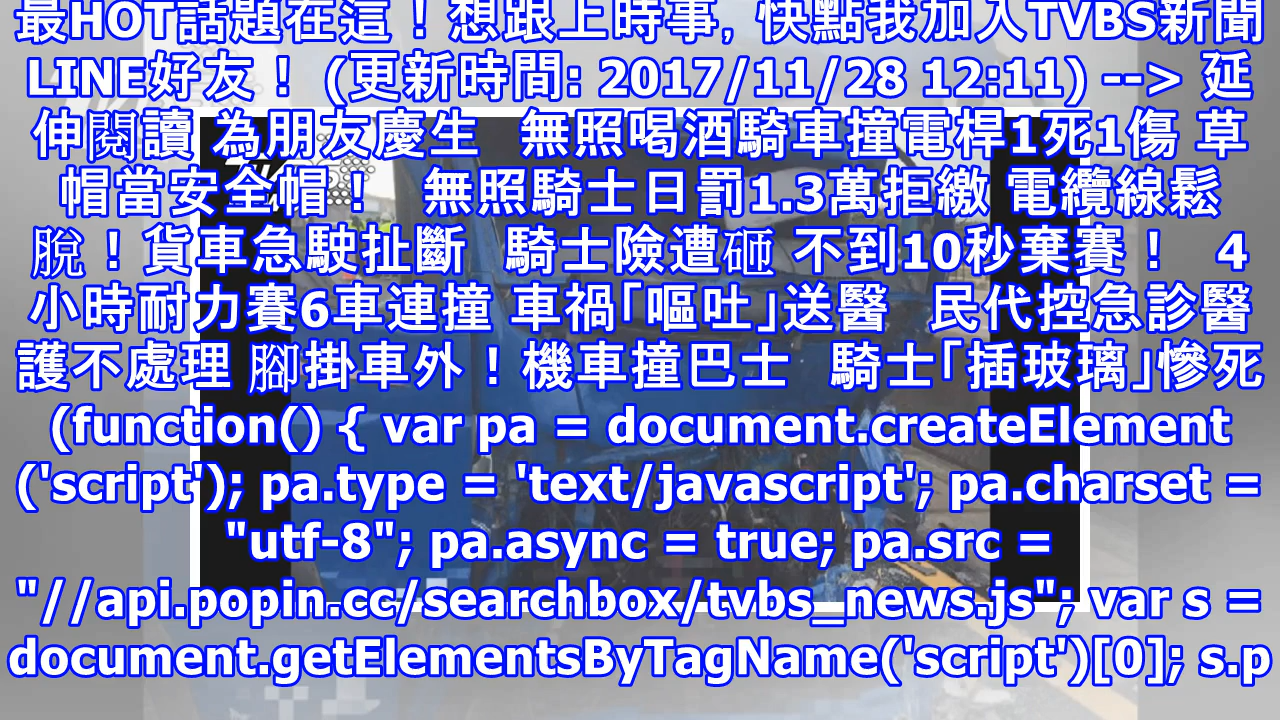 最HOT話題在這！想跟上時事，快點我加入TVBS新聞
LINE好友！ (更新時間: 2017/11/28 12:11) --> 延
伸閱讀 為朋友慶生　無照喝酒騎車撞電桿1死1傷 草
帽當安全帽！　無照騎士日罰1.3萬拒繳 電纜線鬆
脫！貨車急駛扯斷　騎士險遭砸 不到10秒棄賽！　4
小時耐力賽6車連撞 車禍「嘔吐」送醫　民代控急診醫
護不處理 腳掛車外！機車撞巴士　騎士「插玻璃」慘死
(function() { var pa = document.createElement
('script'); pa.type = 'text/javascript'; pa.charset =
"utf-8"; pa.async = true; pa.src =
"//api.popin.cc/searchbox/tvbs_news.js"; var s =
document.getElementsByTagName('script')[0]; s.p